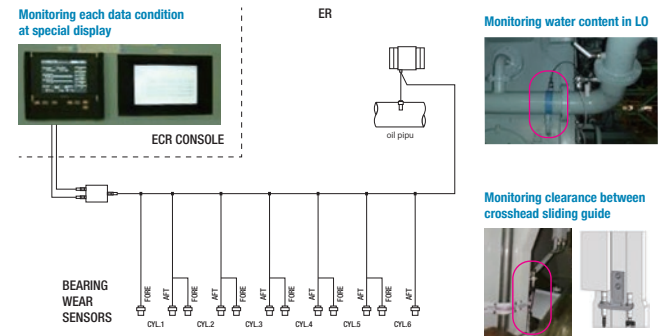 Monitoring each data condition
at special display
ER
ECR CONSOLE
oil pipu
BEARING
WEAR
SENSORS
FORE
AFT
FORE
AFT
FORE
AFT
FORE
AFT
FORE
AFT
FORE
AFT
CYL.1
CYL.2
CYL.3
CYL.4
CYL.5
CYL.6
Monitoring water content in LO
Monitoring clearance between
crosshead sliding guide